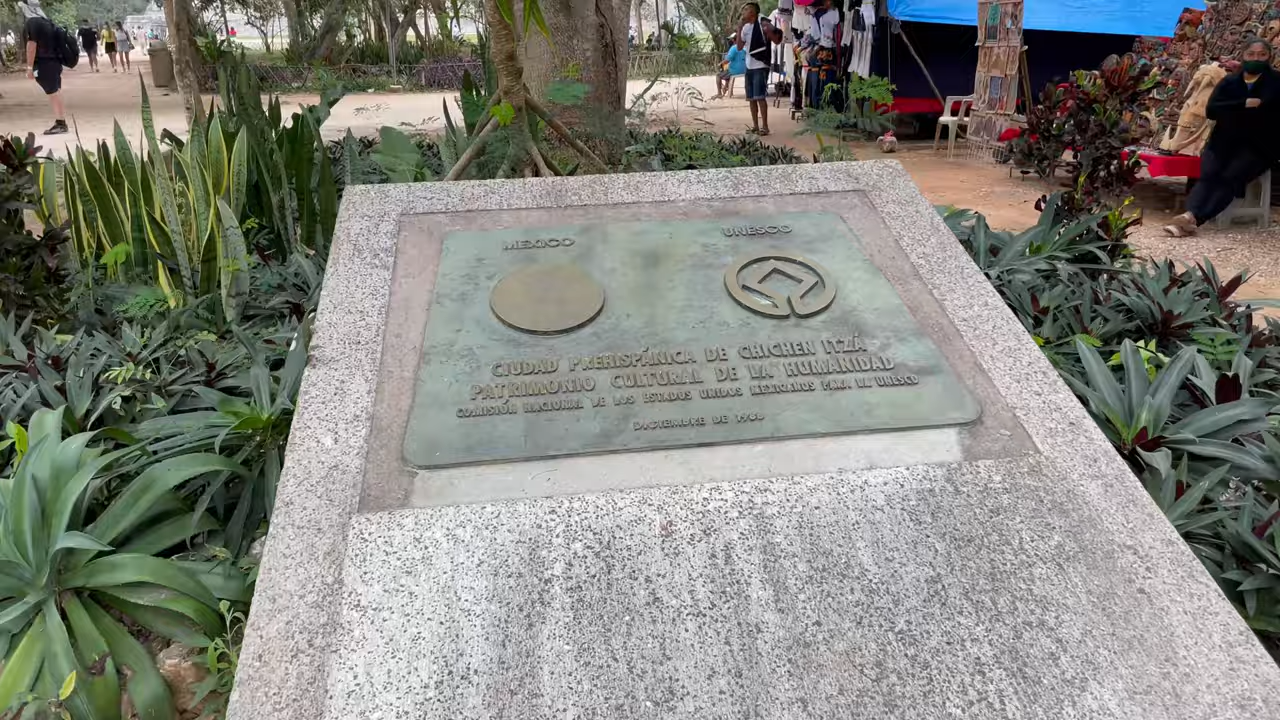 MEXICO UNESCO
CIUDAD PREHISPÁNICA DE CHICHEN ITZÁ
PATRIMONIO CULTURAL DE LA HUMANIDAD
COMISIÓN NACIONAL DE LOS ESTADOS UNIDOS MEXICANOS PARA LA UNESCO
DICIEMBRE DE 1988